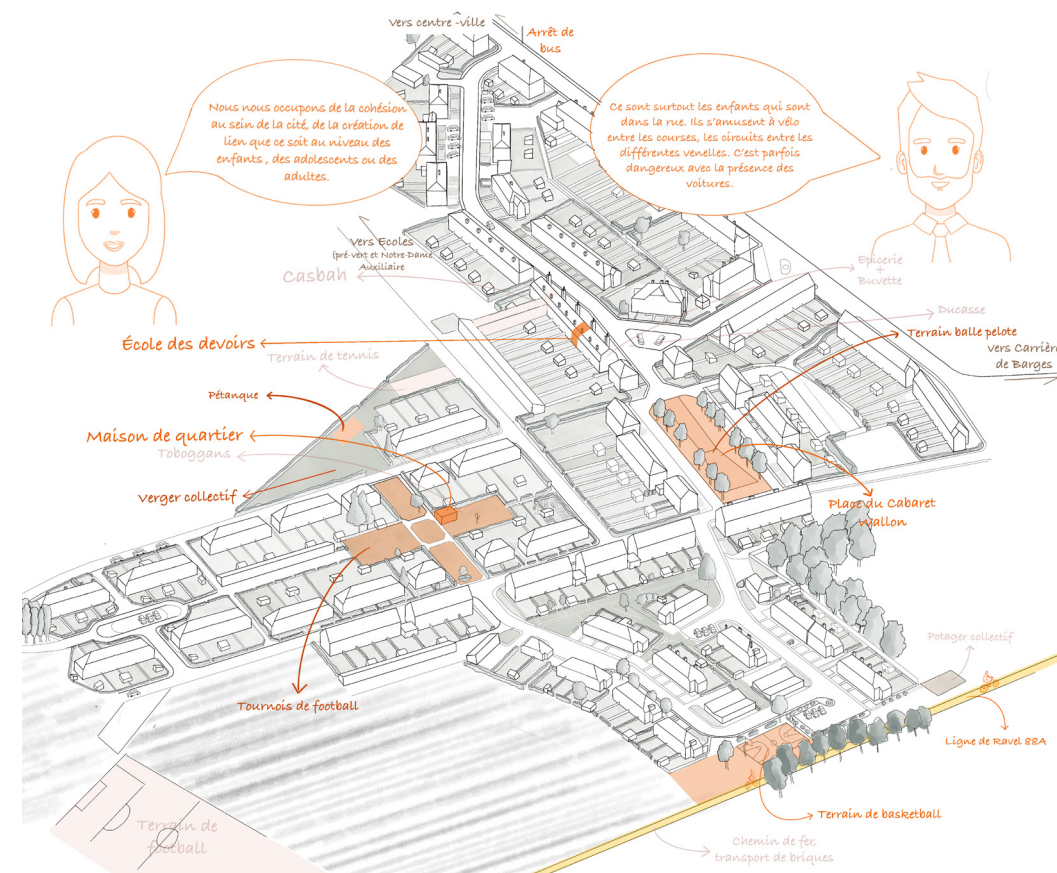 Vers centre-ville
Arrêt de
bus
Nous nous occupons de la cohésion
au sein de la cité, de la création de
lien que ce soit au niveau des
enfants, des adolescents ou des
adultes.
Ce sont surtout les enfants qui sont
dans la rue. Ils s'amusent à vélo
entre les courses, les circuits entre les
différentes venelles. C'est parfois
dangereux avec la présence des
voitures.
Vers Ecoles
(pré-vert et Notre-Dame
Auxiliaire
Casbah
Epicerie
+
Buvette
Ducasse
École des devoirs
Terrain balle pelote
Terrain de tennis
vers Carrière
de Barges
Pétanque
Maison de quartier
Toboggans
Verger collectif
Place du Cabaret
Wallon
Potager collectif
Tournois de football
Ligne de Ravel 88A
Terrain de basketball
Terrain de
football
Chemin de fer,
transport de briques